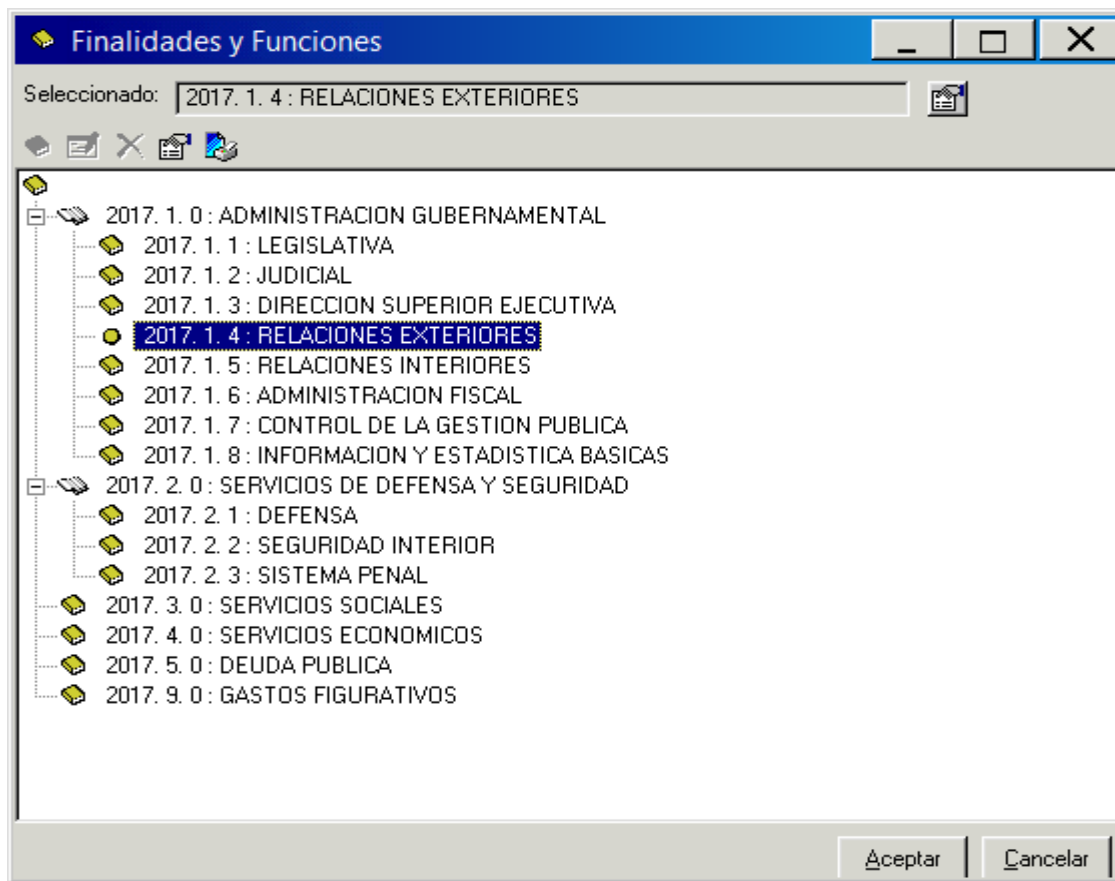 Finalidades y Funciones
Seleccionado: 2017. 1. 4 : RELACIONES EXTERIORES
2017. 1. 0 : ADMINISTRACION GUBERNAMENTAL
2017. 1. 1 : LEGISLATIVA
2017. 1. 2 : JUDICIAL
2017. 1. 3 : DIRECCION SUPERIOR EJECUTIVA
2017. 1. 4 : RELACIONES EXTERIORES
2017. 1. 5 : RELACIONES INTERIORES
2017. 1. 6 : ADMINISTRACION FISCAL
2017. 1. 7 : CONTROL DE LA GESTION PUBLICA
2017. 1. 8 : INFORMACION Y ESTADISTICA BASICAS
2017. 2. 0 : SERVICIOS DE DEFENSA Y SEGURIDAD
2017. 2. 1 : DEFENSA
2017. 2. 2 : SEGURIDAD INTERIOR
2017. 2. 3 : SISTEMA PENAL
2017. 3. 0 : SERVICIOS SOCIALES
2017. 4. 0 : SERVICIOS ECONOMICOS
2017. 5. 0 : DEUDA PUBLICA
2017. 9. 0 : GASTOS FIGURATIVOS
Aceptar Cancelar